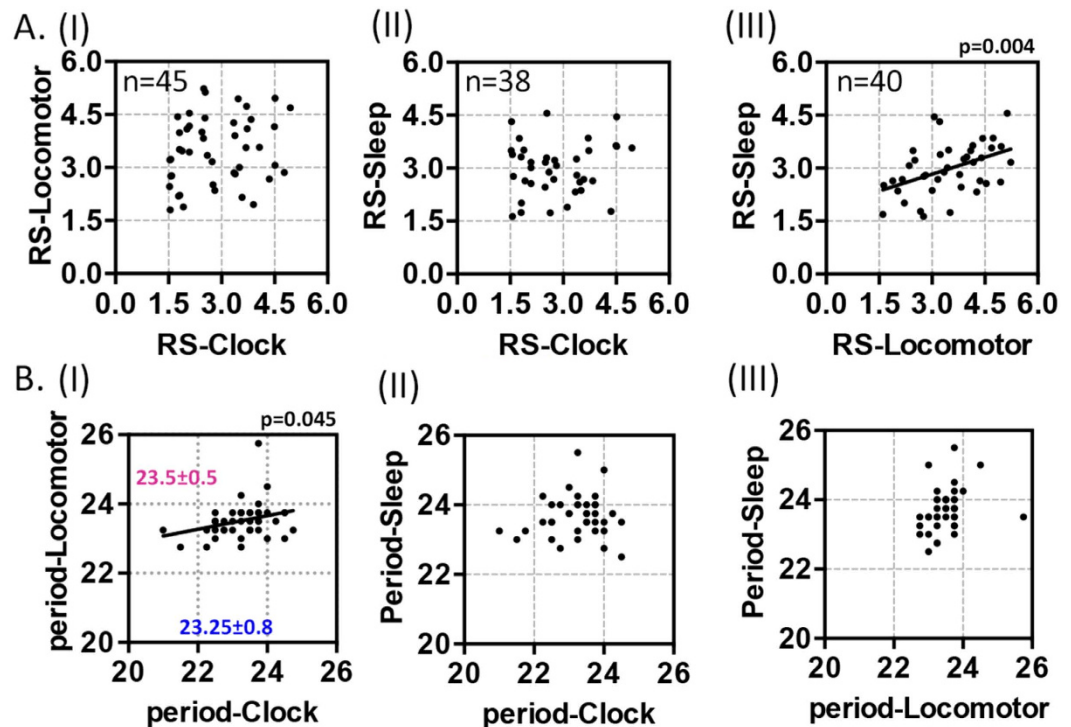 A. (I)
RS-Locomotor
6.0
4.5
3.0
1.5
0.0
n=45
0.0 1.5 3.0 4.5 6.0
RS-Clock
(II)
RS-Sleep
6.0
4.5
3.0
1.5
0.0
n=38
0.0 1.5 3.0 4.5 6.0
RS-Clock
(III)
p=0.004
RS-Sleep
6.0
4.5
3.0
1.5
0.0
n=40
0.0 1.5 3.0 4.5 6.0
RS-Locomotor
B. (I)
p=0.045
period-Locomotor
26
24
22
20
23.5±0.5
23.25±0.8
20 22 24 26
period-Clock
(II)
Period-Sleep
26
24
22
20
20 22 24 26
period-Clock
(III)
Period-Sleep
26
24
22
20
20 22 24 26
period-Locomotor